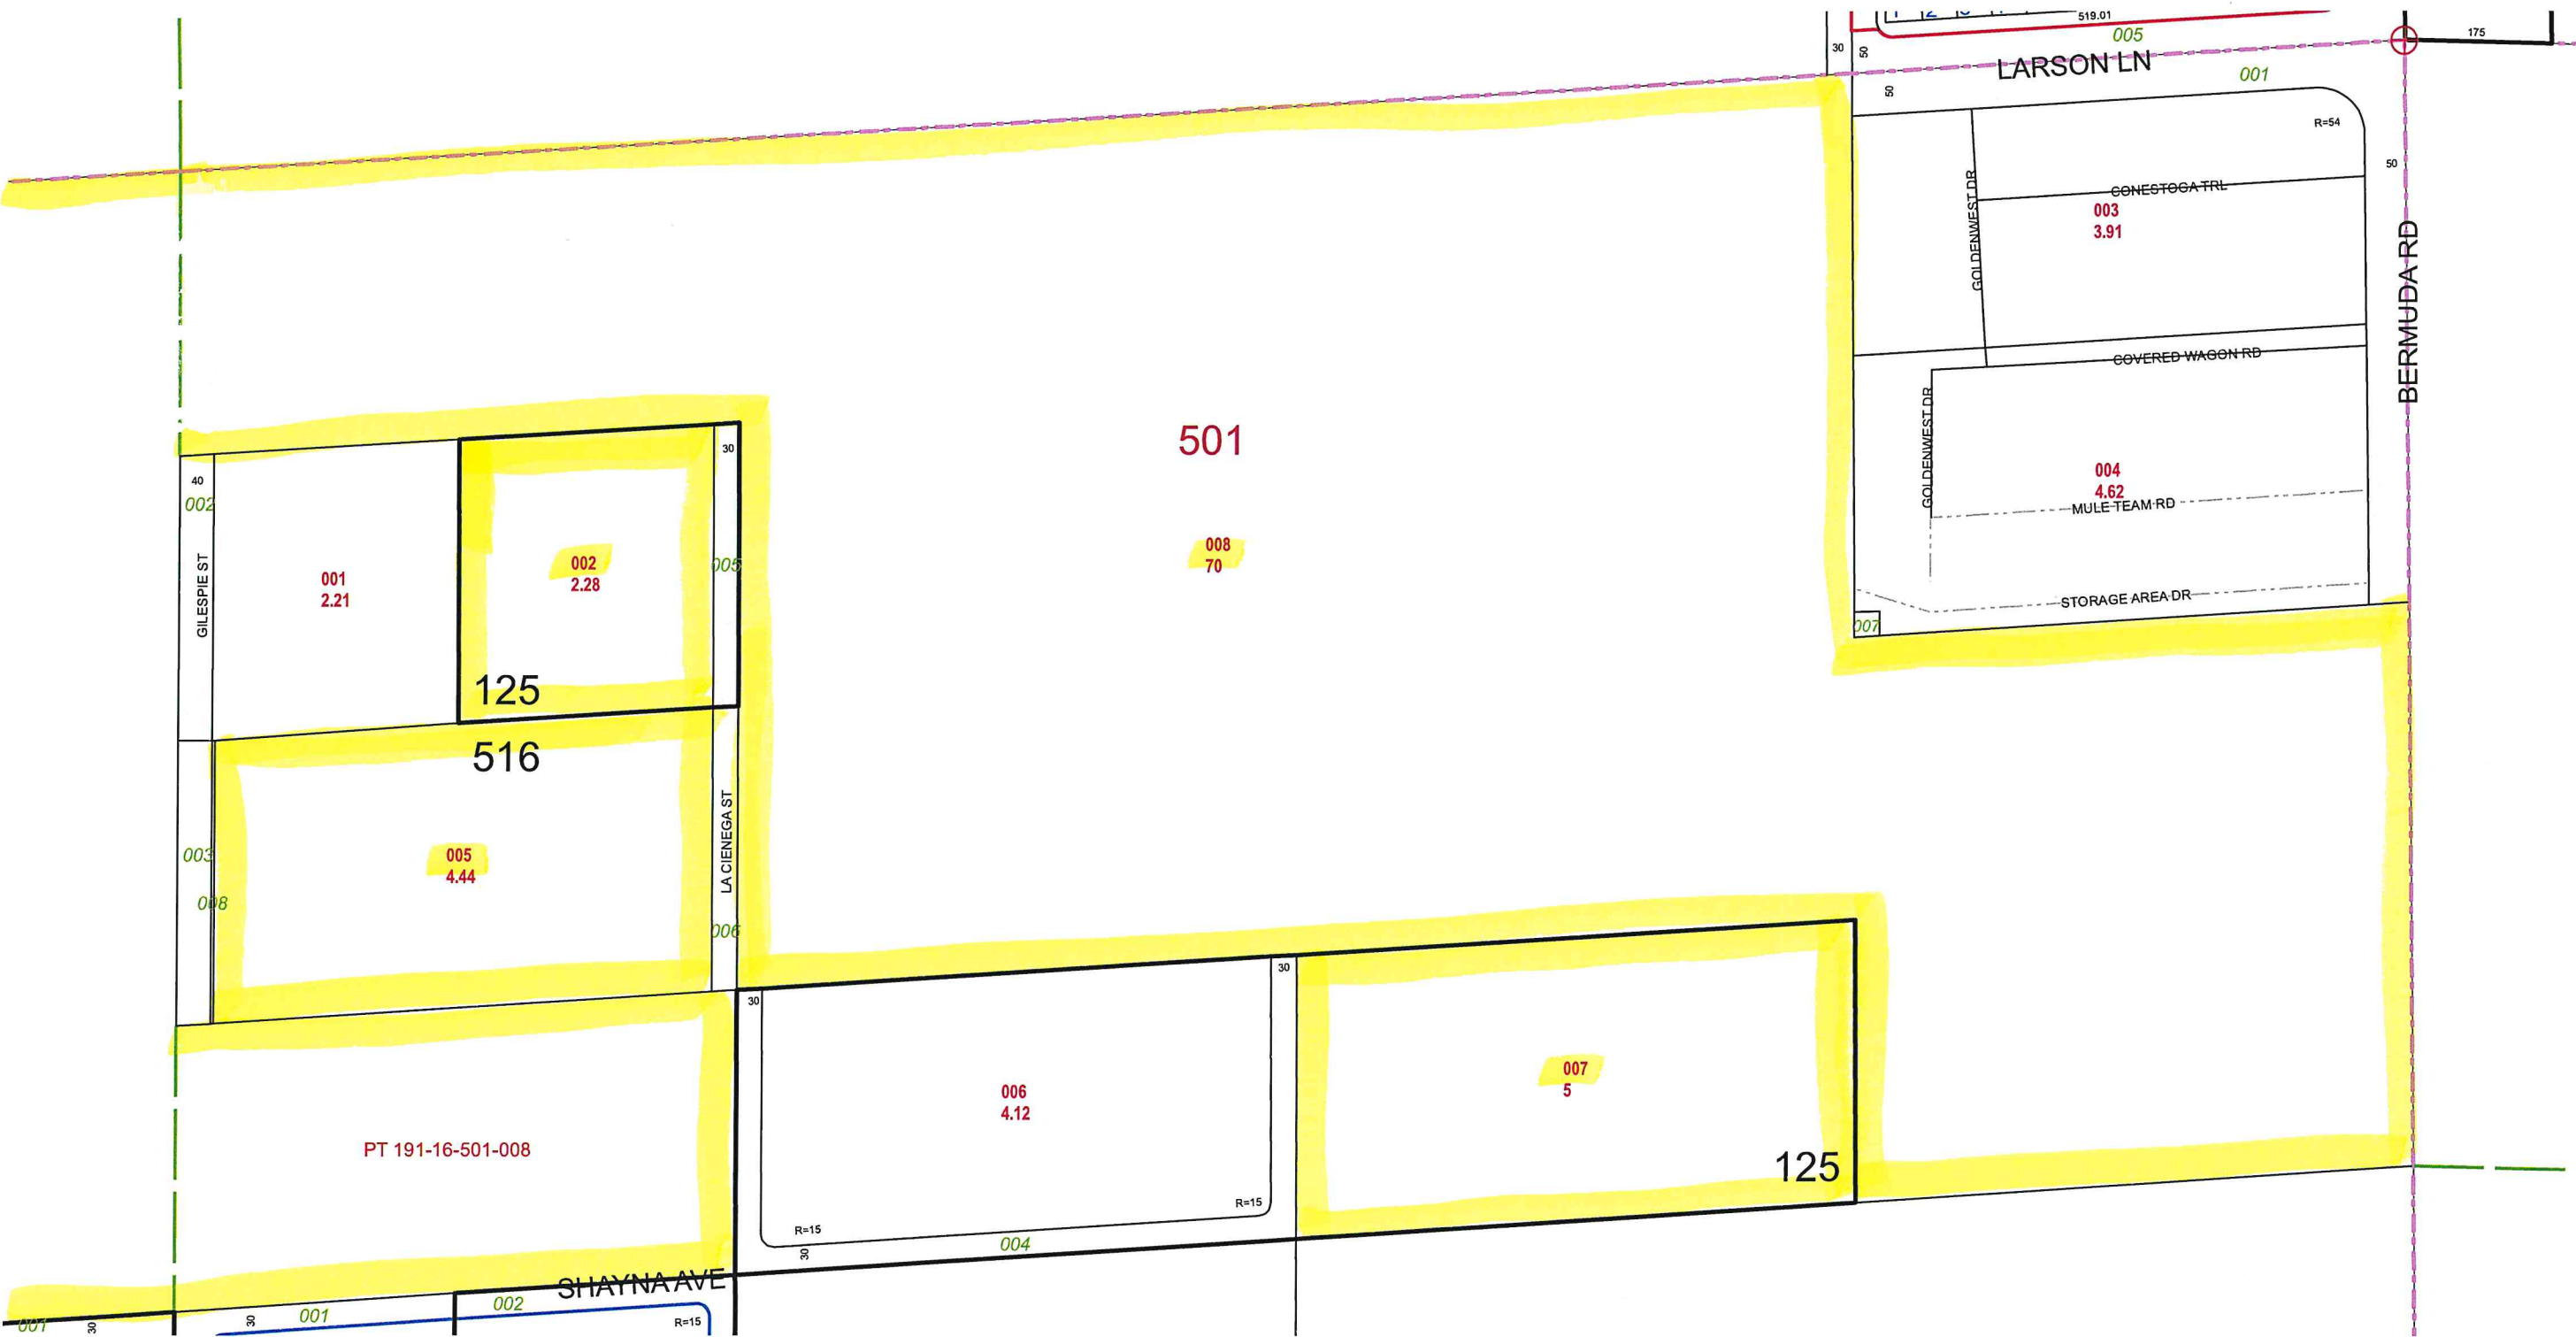 519.01
005
175
30
50
LARSON LN
001
50
R=54
50
CONESTOGA TRL
003
3.91
GOLDENWEST DR
BERMUDA RD
COVERED WAGON RD
501
30
40
002
GOLDENWEST DR
004
4.62
MULE TEAM RD
008
70
002
2.28
005
001
2.21
GILESPIE ST
STORAGE AREA DR
007
125
516
005
4.44
003
008
LA CIENEGA ST
006
30
30
006
4.12
007
5
PT 191-16-501-008
125
R=15
R=15
30
004
SHAYNA AVE
002
001
30
R=15
001
30